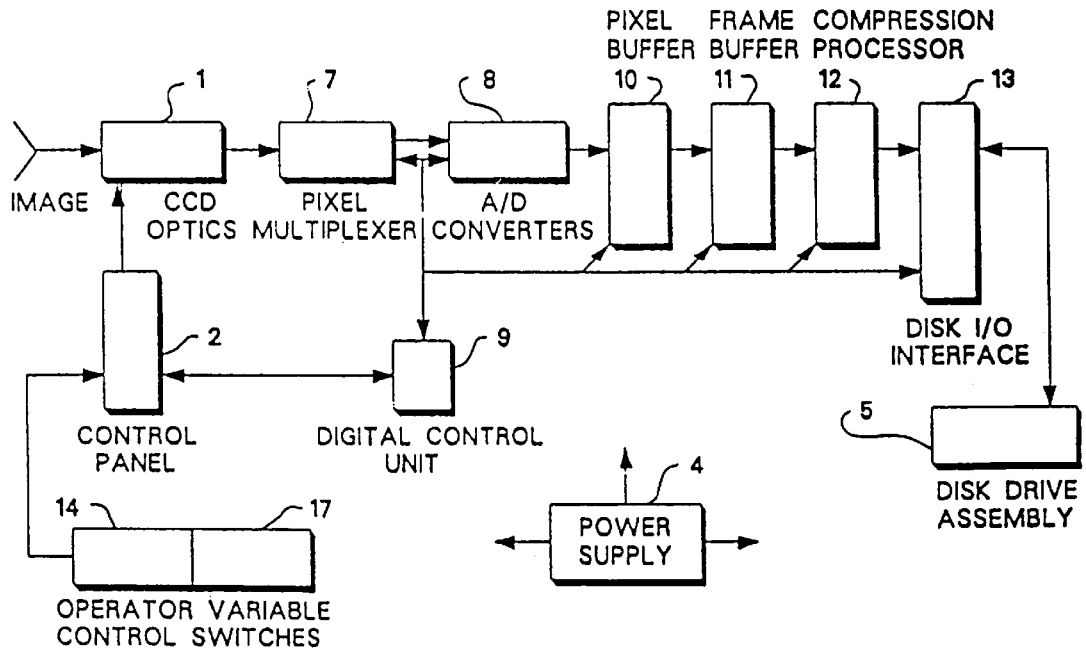 PIXEL FRAME COMPRESSION
BUFFER BUFFER PROCESSOR
1
7
8
10
11
12
13
IMAGE
CCD
OPTICS
PIXEL
MULTIPLEXER
A/D
CONVERTERS
2
9
DISK I/O
INTERFACE
CONTROL
PANEL
DIGITAL CONTROL
UNIT
5
4
DISK DRIVE
ASSEMBLY
14
17
POWER
SUPPLY
OPERATOR VARIABLE
CONTROL SWITCHES